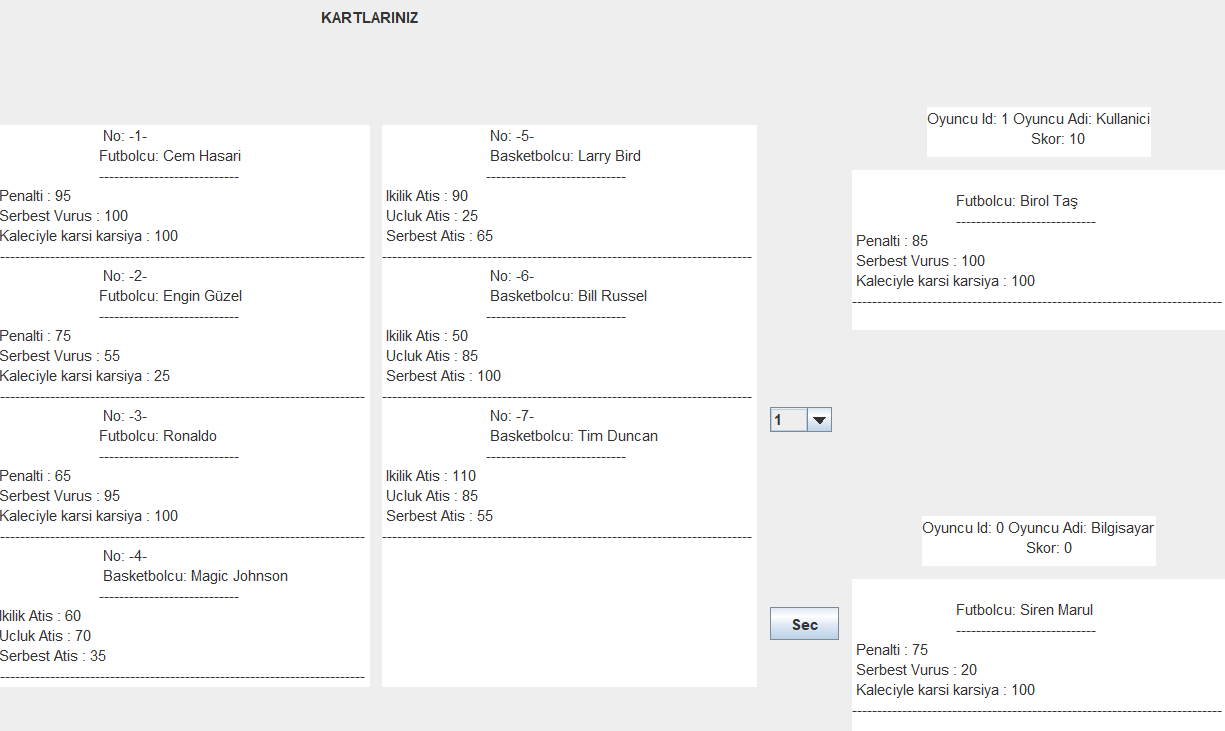 KARTLARINIZ
No: -1-
Futbolcu: Cem Hasari
----------------------------
Penalti : 95
Serbest Vurus : 100
Kaleciyle karsi karsiya : 100
--------------------------------------------------------------------------
No: -2-
Futbolcu: Engin Güzel
----------------------------
Penalti : 75
Serbest Vurus : 55
Kaleciyle karsi karsiya : 25
--------------------------------------------------------------------------
No: -3-
Futbolcu: Ronaldo
----------------------------
Penalti : 65
Serbest Vurus : 95
Kaleciyle karsi karsiya : 100
--------------------------------------------------------------------------
No: -4-
Basketbolcu: Magic Johnson
----------------------------
Ikilik Atis : 60
Ucluk Atis : 70
Serbest Atis : 35
--------------------------------------------------------------------------
No: -5-
Basketbolcu: Larry Bird
----------------------------
Ikilik Atis : 90
Ucluk Atis : 25
Serbest Atis : 65
--------------------------------------------------------------------------
No: -6-
Basketbolcu: Bill Russel
----------------------------
Ikilik Atis : 50
Ucluk Atis : 85
Serbest Atis : 100
--------------------------------------------------------------------------
No: -7-
Basketbolcu: Tim Duncan
----------------------------
Ikilik Atis : 110
Ucluk Atis : 85
Serbest Atis : 55
--------------------------------------------------------------------------
1
Sec
Oyuncu Id: 1 Oyuncu Adi: Kullanici
Skor: 10
Futbolcu: Birol Taş
----------------------------
Penalti : 85
Serbest Vurus : 100
Kaleciyle karsi karsiya : 100
--------------------------------------------------------------------------
Oyuncu Id: 0 Oyuncu Adi: Bilgisayar
Skor: 0
Futbolcu: Siren Marul
----------------------------
Penalti : 75
Serbest Vurus : 20
Kaleciyle karsi karsiya : 100
--------------------------------------------------------------------------